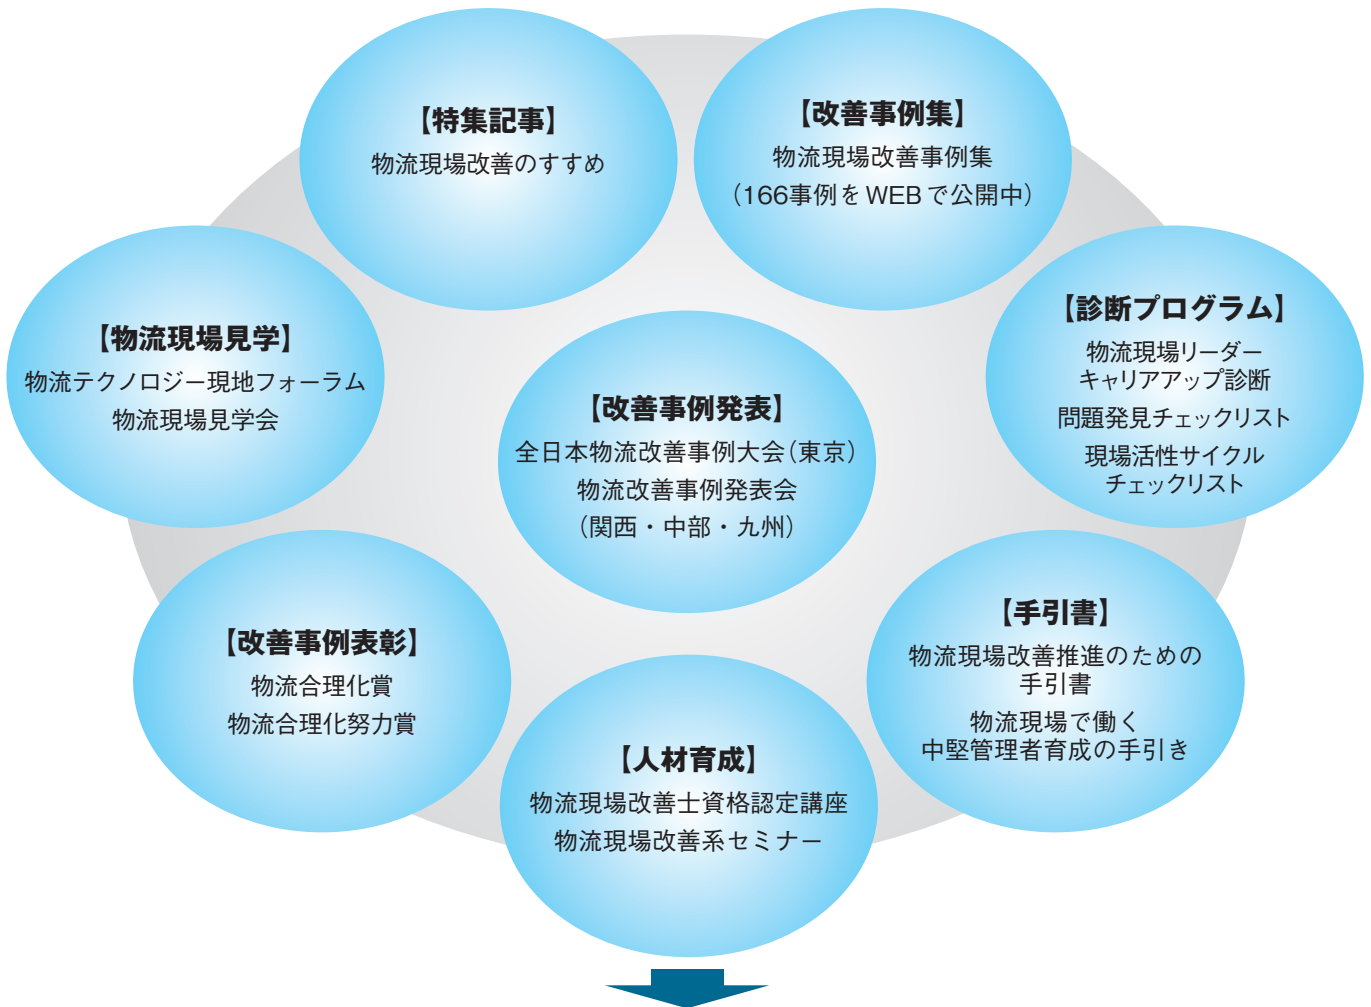 【特集記事】
物流現場改善のすすめ
【改善事例集】
物流現場改善事例集
（166事例をWEBで公開中）
【物流現場見学】
物流テクノロジー現地フォーラム
物流現場見学会
【改善事例発表】
全日本物流改善事例大会（東京）
物流改善事例発表会
（関西・中部・九州）
【診断プログラム】
物流現場リーダー
キャリアアップ診断
問題発見チェックリスト
現場活性サイクル
チェックリスト
【改善事例表彰】
物流合理化賞
物流合理化努力賞
【人材育成】
物流現場改善士資格認定講座
物流現場改善系セミナー
【手引書】
物流現場改善推進のための
手引書
物流現場で働く
中堅管理者育成の手引き